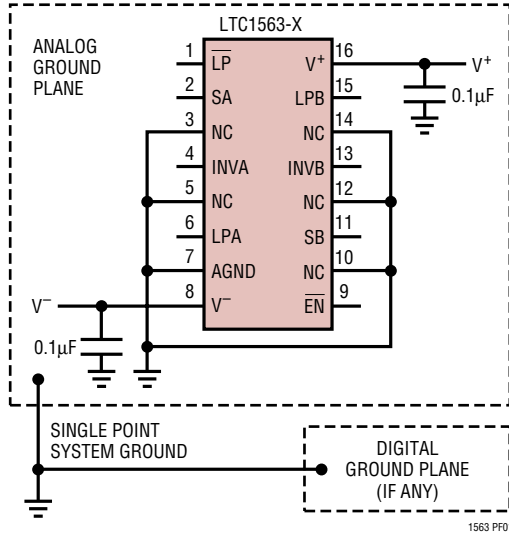 LTC1563-X
ANALOG
GROUND
PLANE
1 LP
2 SA
3 NC
4 INVA
5 NC
6 LPA
7 AGND
8 V–
16 V+
15 LPB
14 NC
13 INVB
12 NC
11 SB
10 NC
9 EN
V+
0.1µF
V–
0.1µF
SINGLE POINT
SYSTEM GROUND
DIGITAL
GROUND PLANE
(IF ANY)
1563 PF0